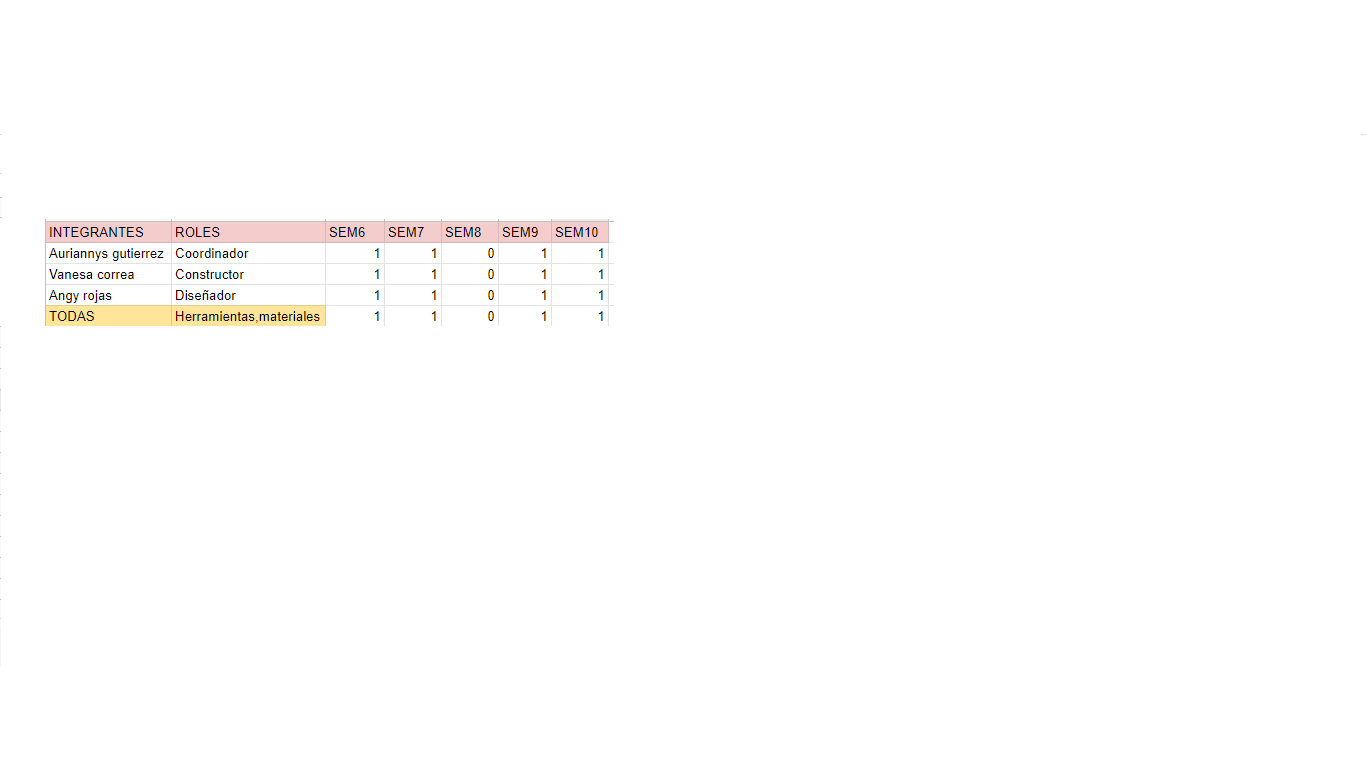 INTEGRANTES ROLES SEM6 SEM7 SEM8 SEM9 SEM10
Auriannys gutierrez Coordinador 1 1 0 1 1
Vanesa correa Constructor 1 1 0 1 1
Angy rojas Diseñador 1 1 0 1 1
TODAS Herramientas,materiales 1 1 0 1 1